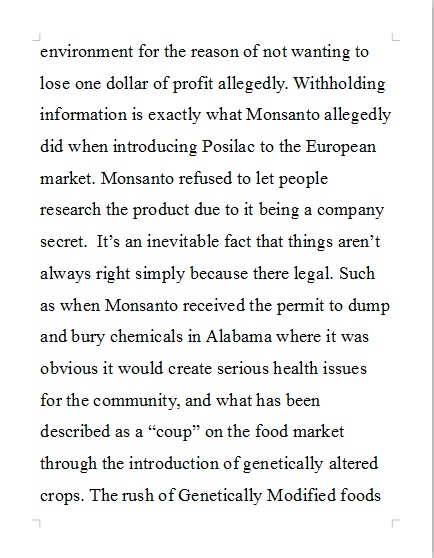 environment for the reason of not wanting to
lose one dollar of profit allegedly. Withholding
information is exactly what Monsanto allegedly
did when introducing Posilac to the European
market. Monsanto refused to let people
research the product due to it being a company
secret.  It’s an inevitable fact that things aren’t
always right simply because there legal. Such
as when Monsanto received the permit to dump
and bury chemicals in Alabama where it was
obvious it would create serious health issues
for the community, and what has been
described as a “coup” on the food market
through the introduction of genetically altered
crops. The rush of Genetically Modified foods